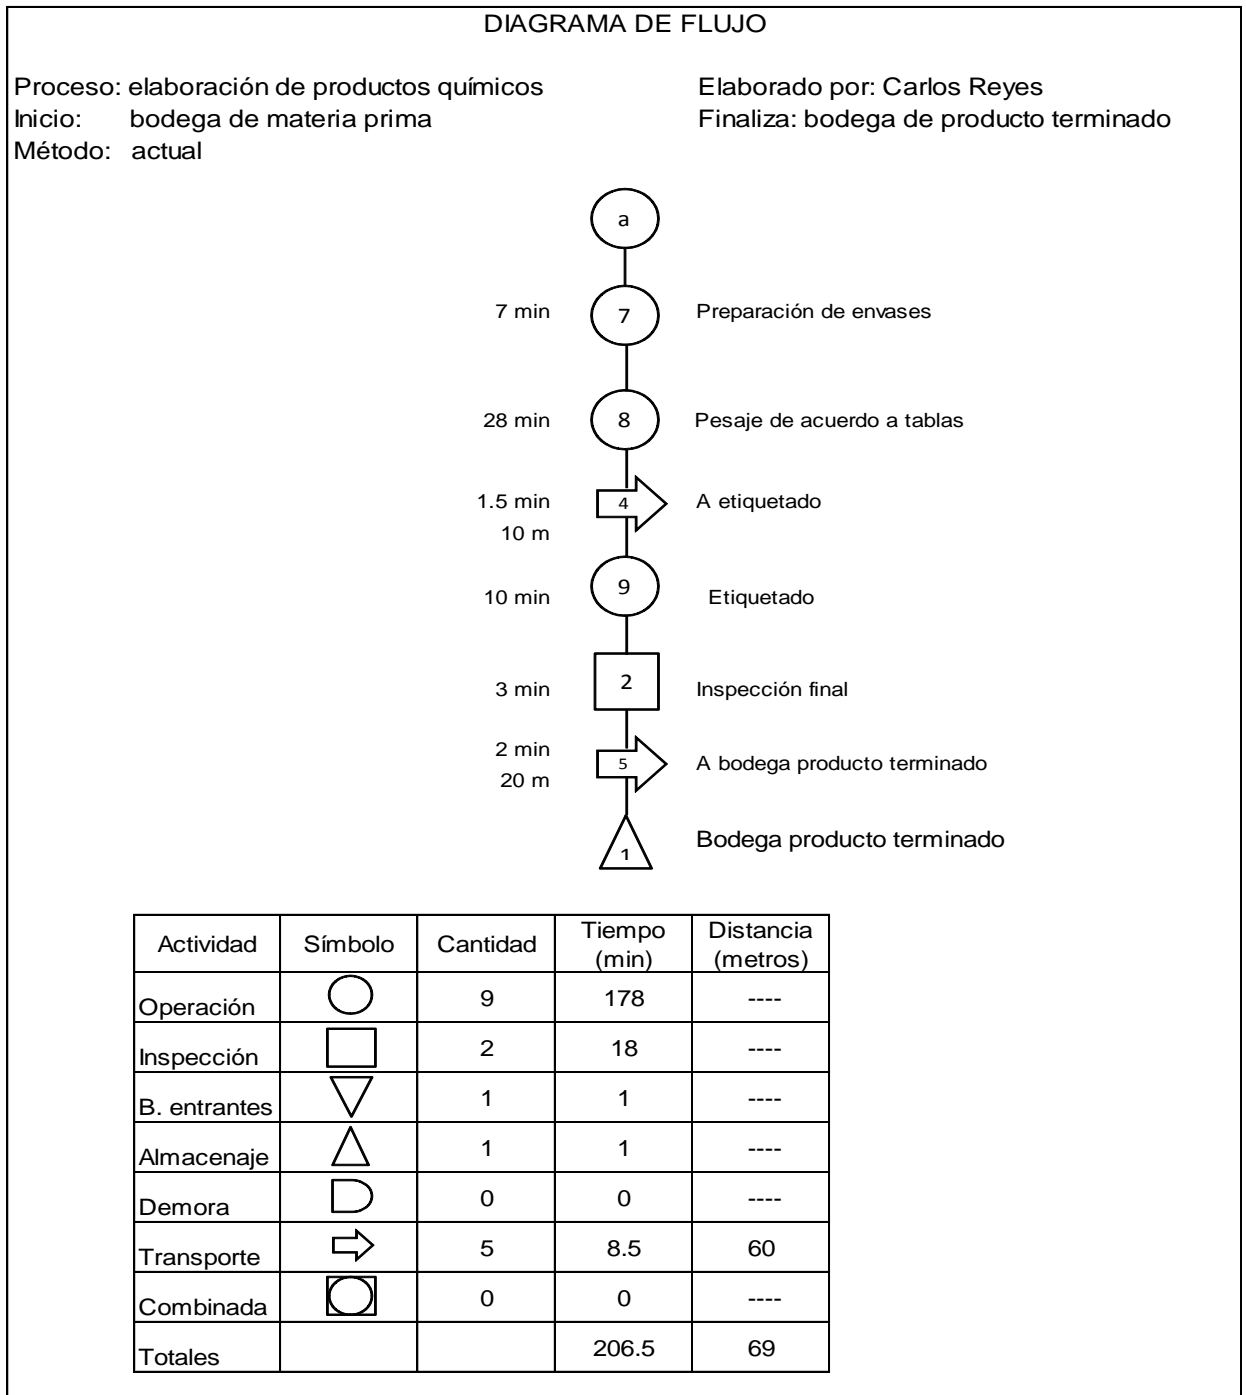 DIAGRAMA DE FLUJO
Proceso: elaboración de productos químicos Elaborado por: Carlos Reyes
Inicio: bodega de materia prima Finaliza: bodega de producto terminado
Método: actual
a
7 min 7 Preparación de envases
28 min 8 Pesaje de acuerdo a tablas
1.5 min 4 A etiquetado
10 m
10 min 9 Etiquetado
3 min 2 Inspección final
2 min 5 A bodega producto terminado
20 m
1 Bodega producto terminado
Actividad Símbolo Cantidad Tiempo (min) Distancia (metros)
Operación 9 178 ----
Inspección 2 18 ----
B. entrantes 1 1 ----
Almacenaje 1 1 ----
Demora 0 0 ----
Transporte 5 8.5 60
Combinada 0 0 ----
Totales 206.5 69